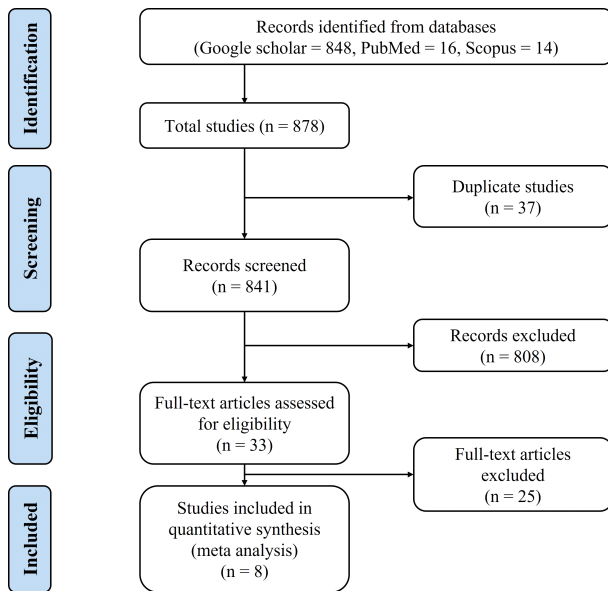 Identification
Records identified from databases
(Google scholar = 848, PubMed = 16, Scopus = 14)
Total studies (n = 878)
Screening
Duplicate studies
(n = 37)
Records screened
(n = 841)
Eligibility
Records excluded
n = 808)
Full-text articles assessed
for eligibility
(n = 33)
Full-text articles
excluded
(n = 25)
Included
Studies included in
quantitative synthesis
(meta analysis)
(n = 8)